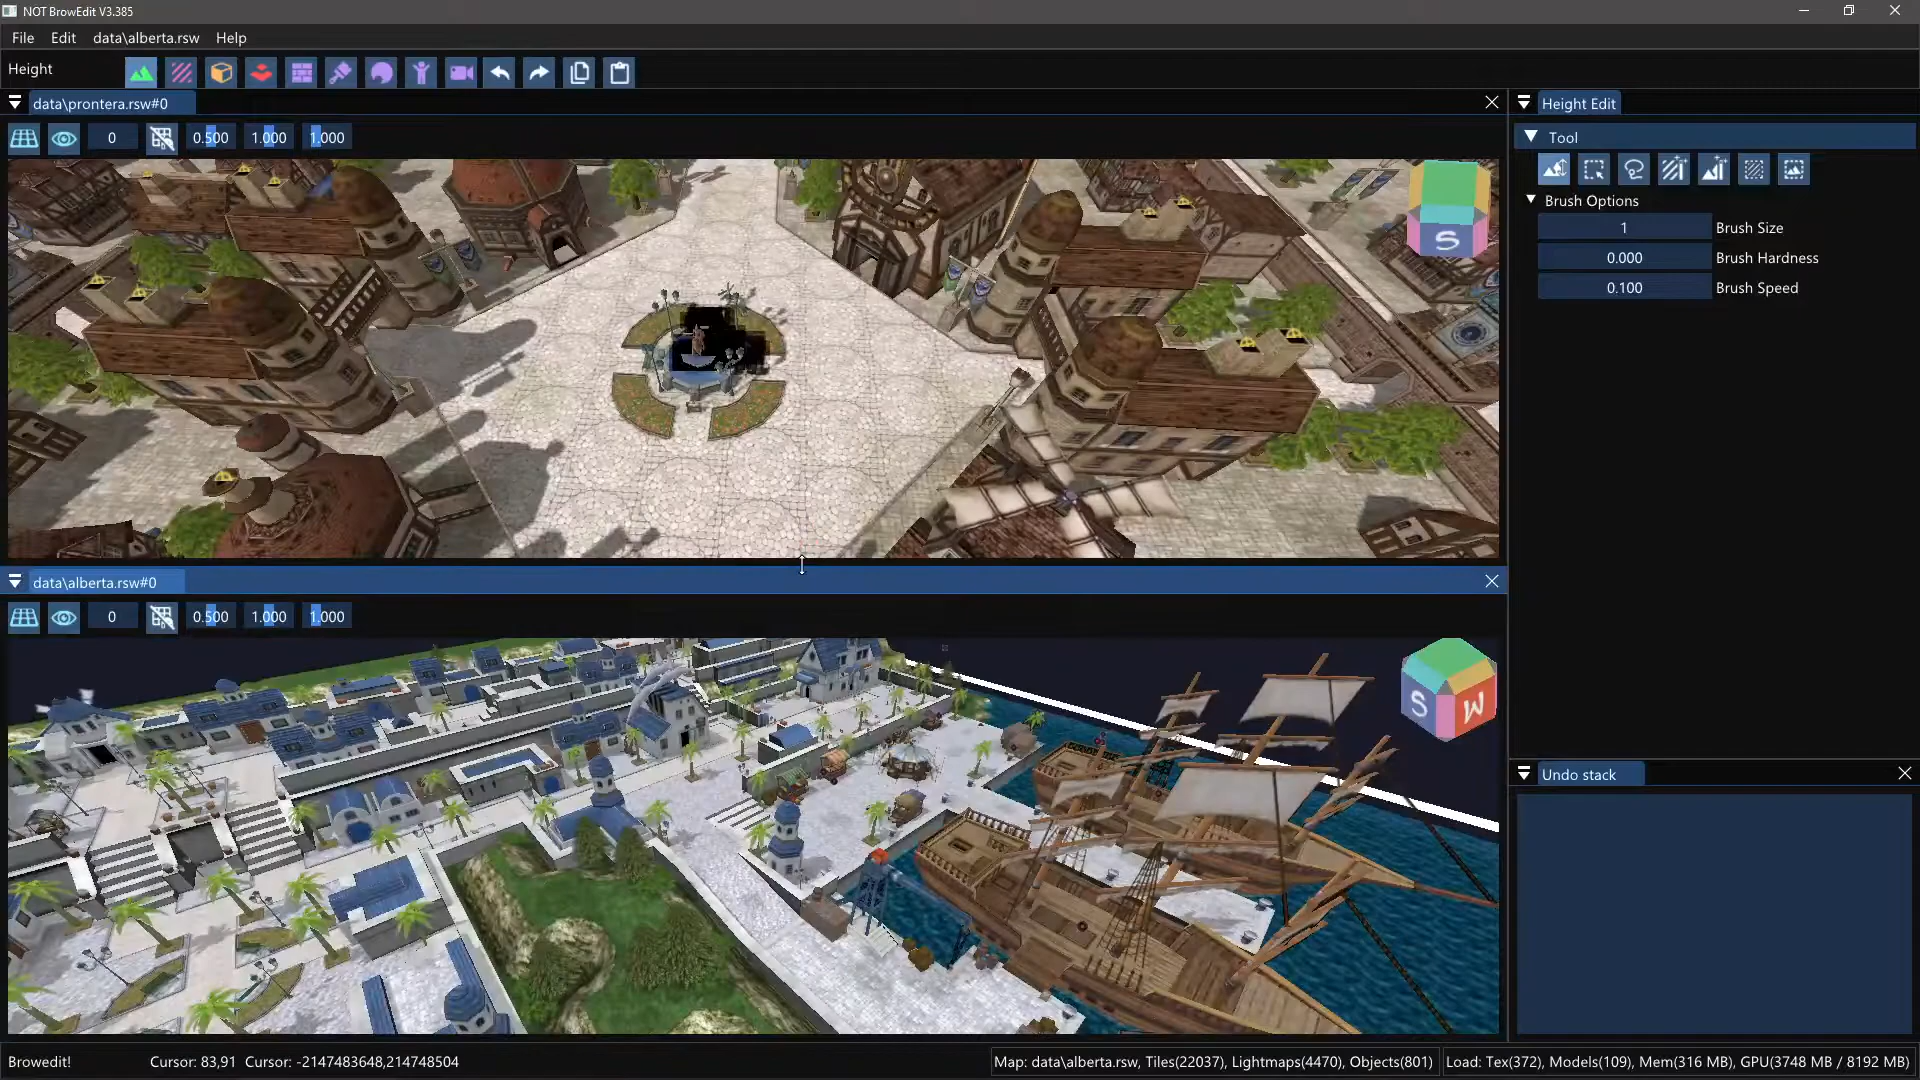 NOT BrowEdit V3.385
File Edit data\alberta.rsw Help
Height
data\prontera.rsw#0
0 0.500 1.000 1.000
S
Height Edit
Tool
Brush Options
1 Brush Size
0.000 Brush Hardness
0.100 Brush Speed
data\alberta.rsw#0
0 0.500 1.000 1.000
S W
Undo stack
Browedit! Cursor: 83,91 Cursor: -2147483648,214748504 Map: data\alberta.rsw, Tiles(22037), Lightmaps(4470), Objects(801) Load: Tex(372), Models(109), Mem(316 MB), GPU(3748 MB / 8192 MB)